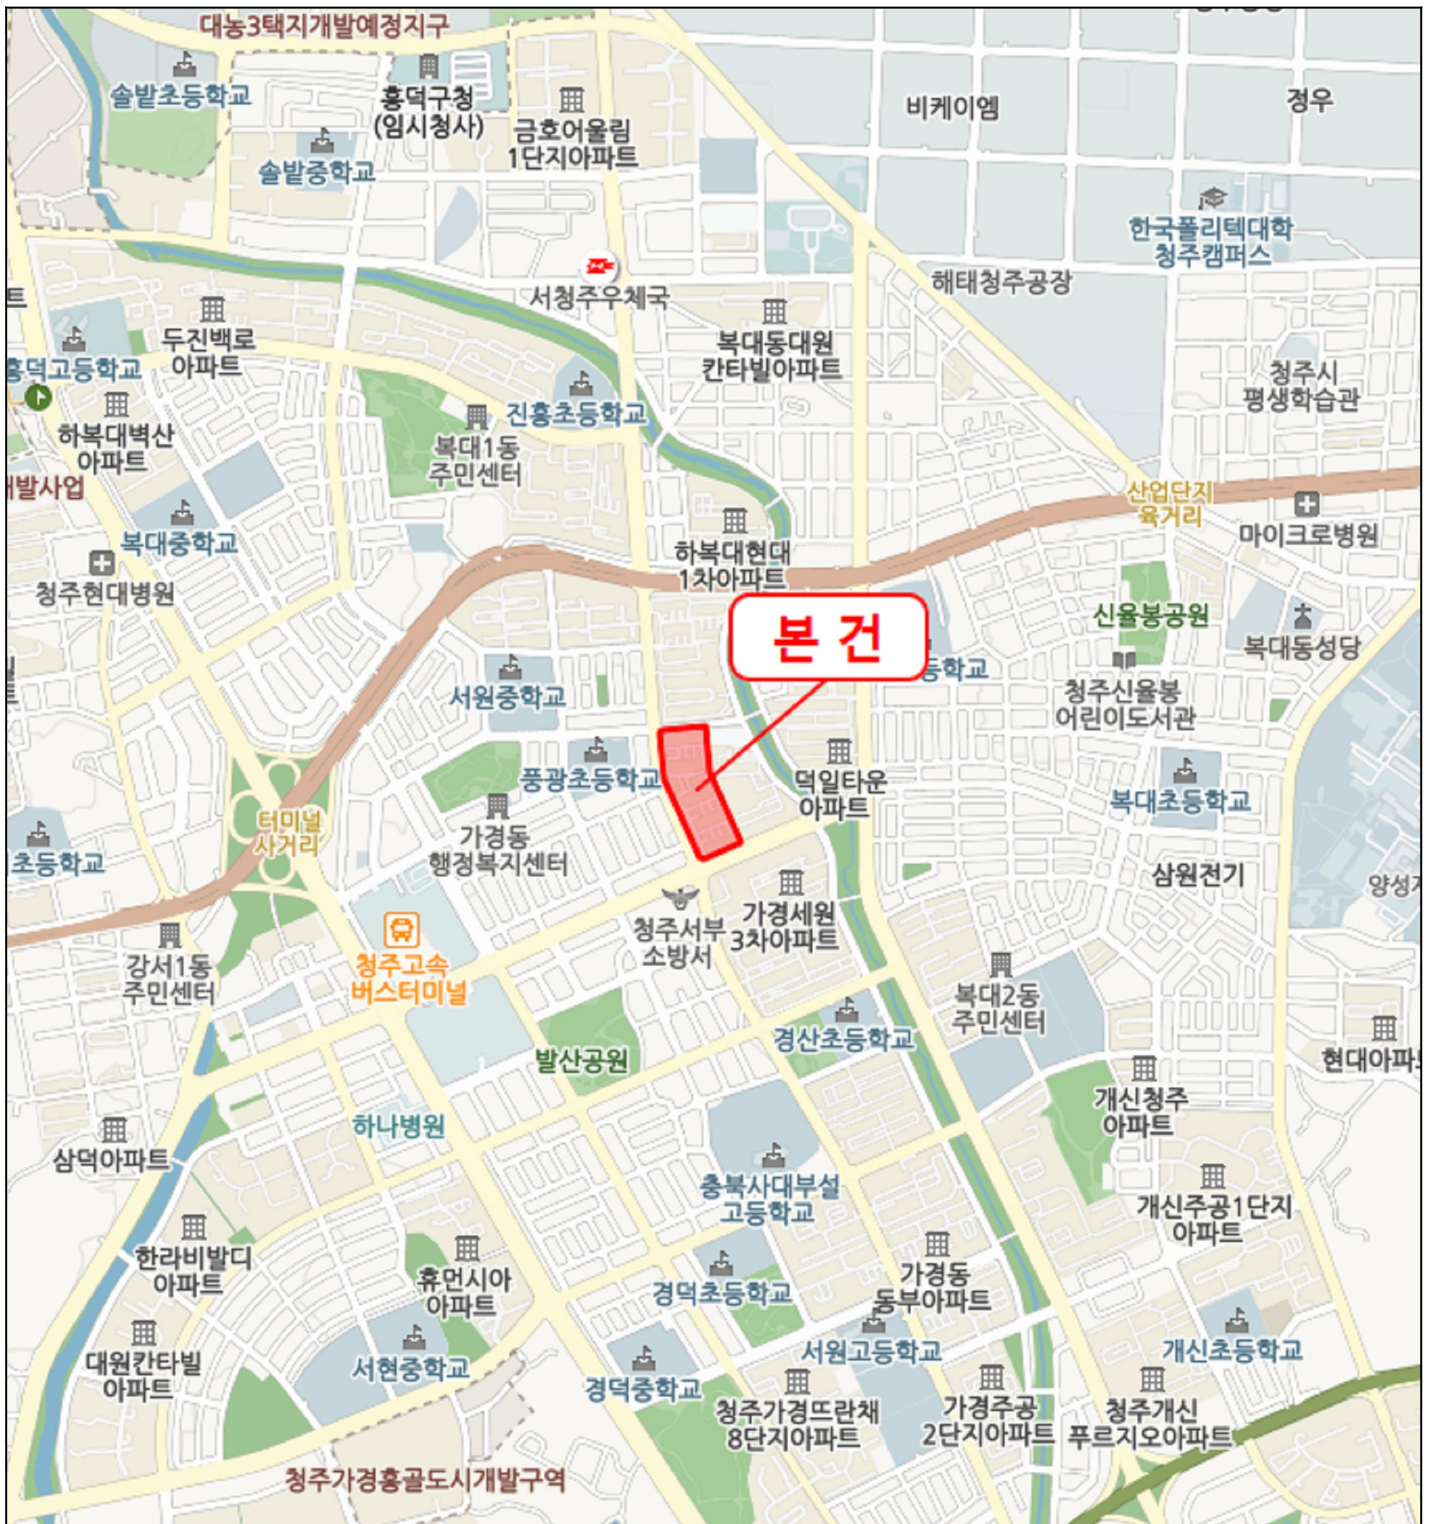 대농3택지개발예정지구
솔밭초등학교
흥덕구청
(임시청사)
금호어울림
1단지아파트
비케이엠
정우
솔밭중학교
한국폴리텍대학
청주캠퍼스
서청주우체국
해태청주공장
트
두진백로
아파트
복대동대원
칸타빌아파트
흥덕고등학교
청주시
평생학습관
진흥초등학교
하복대벽산
아파트
복대1동
주민센터
개발사업
산업단지
육거리
마이크로병원
복대중학교
하복대현대
1차아파트
청주현대병원
신율봉공원
본 건
복대동성당
등학교
서원중학교
청주신율봉
어린이도서관
트
풍광초등학교
덕일타운
아파트
복대초등학교
터미널
사거리
가경동
행정복지센터
초등학교
삼원전기
양성
가경세원
3차아파트
청주서부
소방서
청주고속
버스터미널
강서1동
주민센터
복대2동
주민센터
경산초등학교
발산공원
현대아파트
개신청주
아파트
하나병원
삼덕아파트
충북사대부설
고등학교
개신주공1단지
아파트
한라비발디
아파트
휴먼시아
아파트
경덕초등학교
가경동
동부아파트
대원칸타빌
아파트
서현중학교
서원고등학교
개신초등학교
경덕중학교
청주가경뜨란채
8단지아파트
가경주공
2단지아파트
청주개신
푸르지오아파트
청주가경홍골도시개발구역